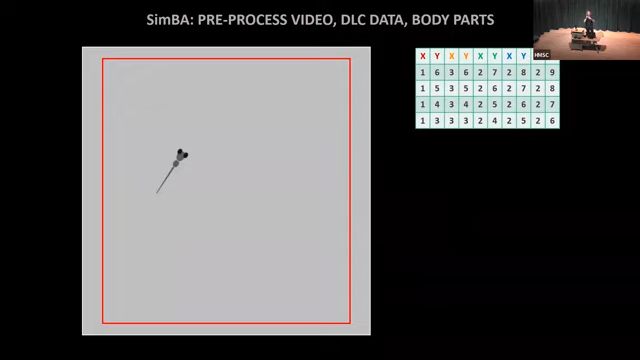 SimBA: PRE-PROCESS VIDEO, DLC DATA, BODY PARTS
HMSC
X Y X Y X Y X Y
1 6 3 6 2 7 2 8 2 9
1 5 3 5 2 6 2 7 2 8
1 4 3 4 2 5 2 6 2 7
1 3 3 3 2 4 2 5 2 6